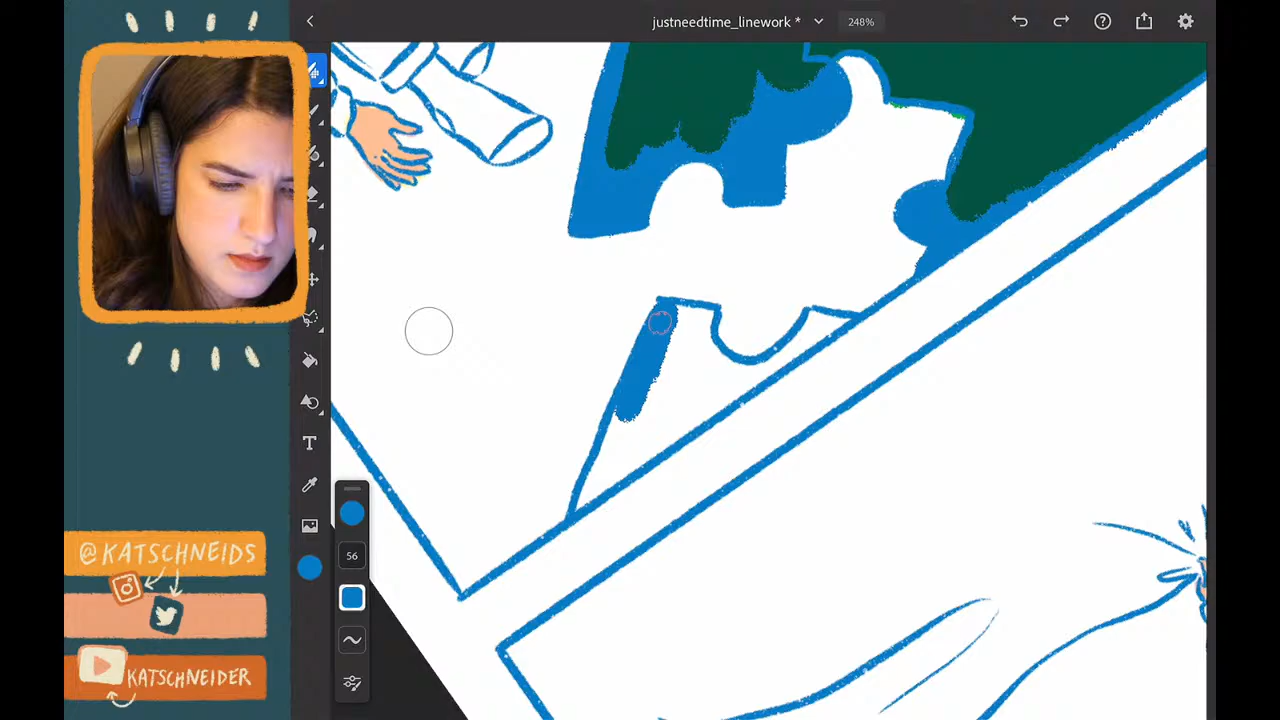 justneedtime_linework *
248%
T
56
@KATSCHNEIDS
KATSCHNEIDER